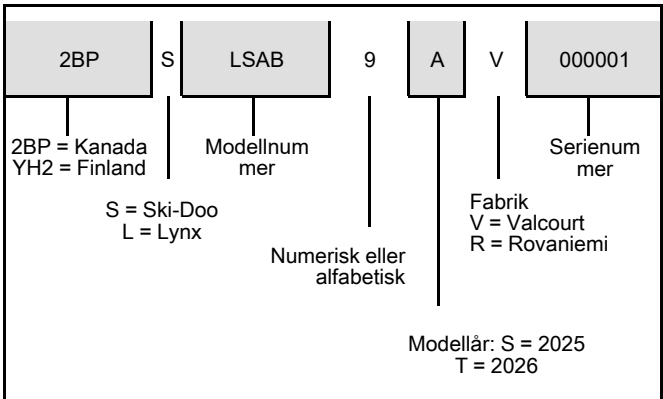 2BP S LSAB 9 A V 000001
2BP = Kanada
YH2 = Finland
Modellnum
mer
Serienum
mer
S = Ski-Doo
L = Lynx
Fabrik
V = Valcourt
R = Rovaniemi
Numerisk eller
alfabetisk
Modellår: S = 2025
T = 2026